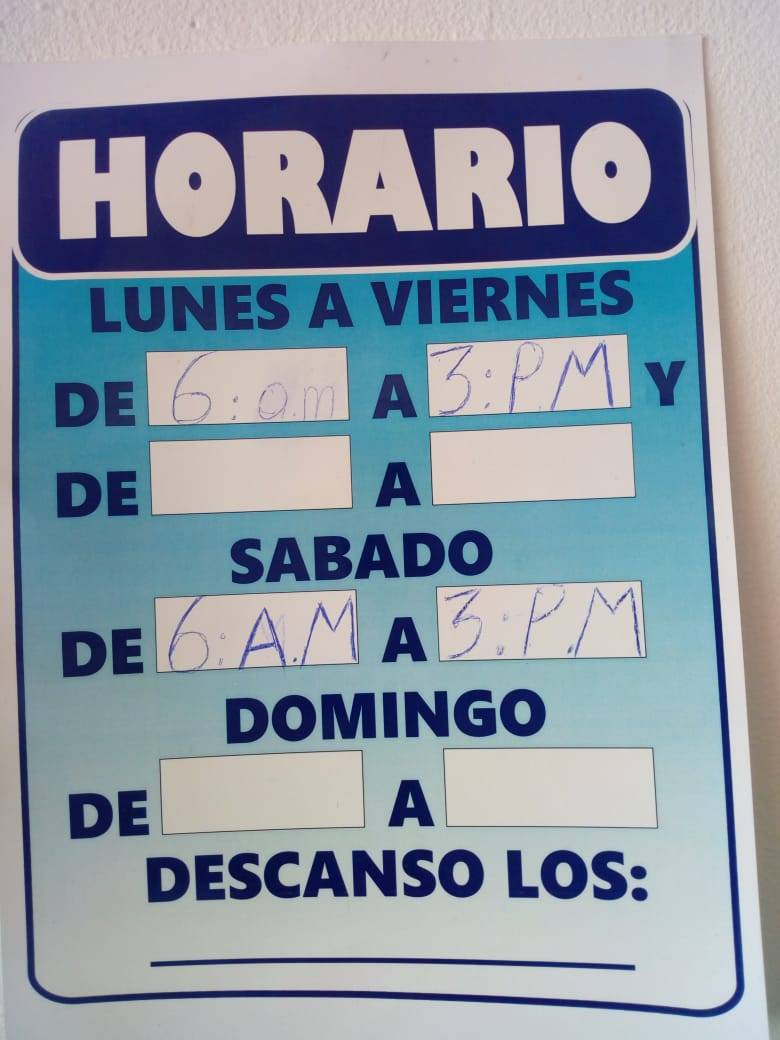 HORARIO
LUNES A VIERNES
DE 6:a.m A 3:P.M Y
DE A
SABADO
DE 6:A.M A 3:P.M
DOMINGO
DE A
DESCANSO LOS: